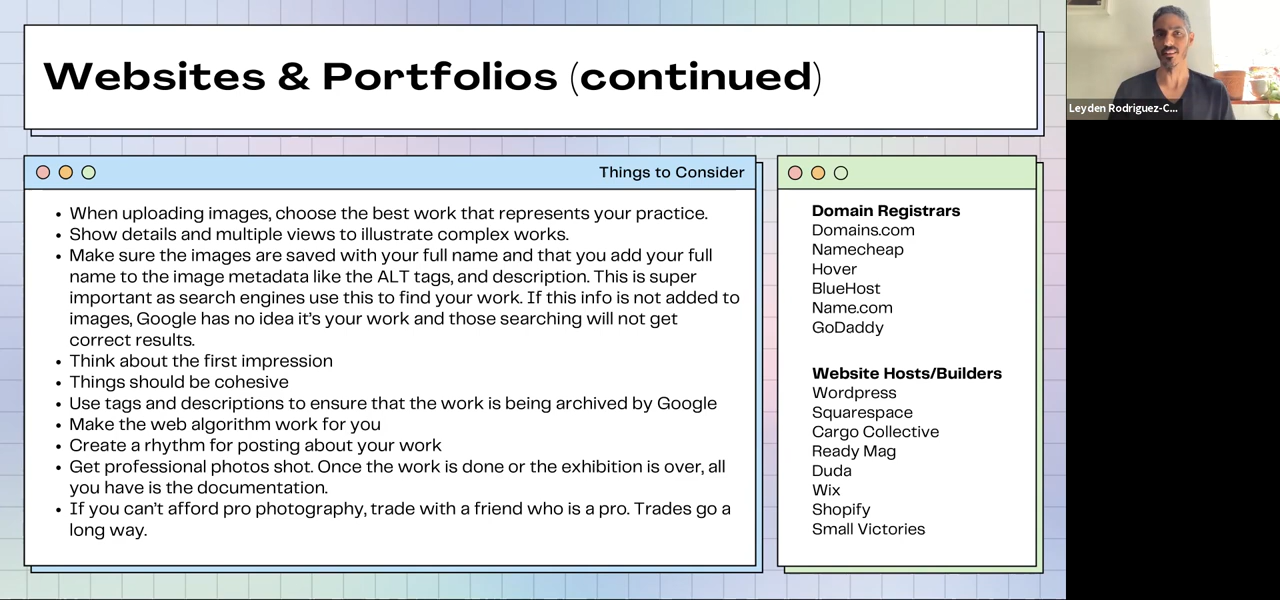 Websites & Portfolios (continued)
Things to Consider
• When uploading images, choose the best work that represents your practice.
• Show details and multiple views to illustrate complex works.
• Make sure the images are saved with your full name and that you add your full
name to the image metadata like the ALT tags, and description. This is super
important as search engines use this to find your work. If this info is not added to
images, Google has no idea it's your work and those searching will not get
correct results.
• Think about the first impression
• Things should be cohesive
• Use tags and descriptions to ensure that the work is being archived by Google
• Make the web algorithm work for you
• Create a rhythm for posting about your work
• Get professional photos shot. Once the work is done or the exhibition is over, all
you have is the documentation.
• If you can't afford pro photography, trade with a friend who is a pro. Trades go a
long way.
Domain Registrars
Domains.com
Namecheap
Hover
BlueHost
Name.com
GoDaddy
Website Hosts/Builders
Wordpress
Squarespace
Cargo Collective
Ready Mag
Duda
Wix
Shopify
Small Victories
Leyden Rodriguez-C...